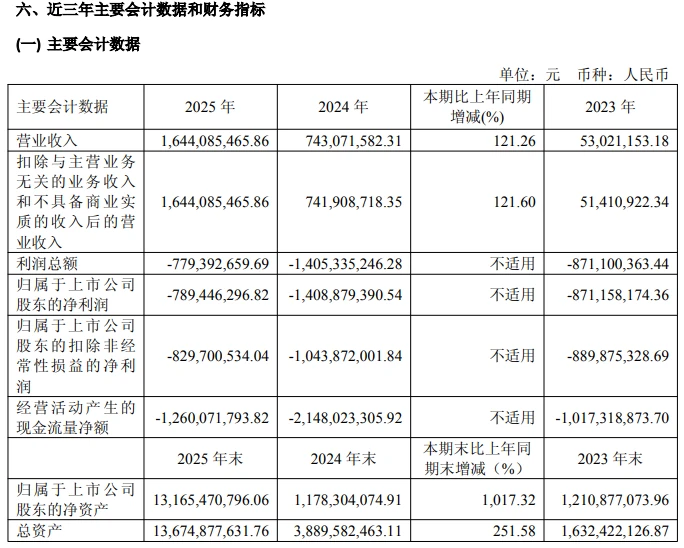 六、近三年主要会计数据和财务指标
(一) 主要会计数据
单位：元 币种：人民币
主要会计数据 2025 年 2024 年 本期比上年同期增减(%) 2023 年
营业收入 1,644,085,465.86 743,071,582.31 121.26 53,021,153.18
扣除与主营业务
无关的业务收入
和不具备商业实
质的收入后的营
业收入 1,644,085,465.86 741,908,718.35 121.60 51,410,922.34
利润总额 -779,392,659.69 -1,405,335,246.28 不适用 -871,100,363.44
归属于上市公司
股东的净利润 -789,446,296.82 -1,408,879,390.54 不适用 -871,158,174.36
归属于上市公司
股东的扣除非经
常性损益的净利
润 -829,700,534.04 -1,043,872,001.84 不适用 -889,875,328.69
经营活动产生的
现金流量净额 -1,260,071,793.82 -2,148,023,305.92 不适用 -1,017,318,873.70
2025 年末 2024 年末 本期末比上年同期末增减（%） 2023 年末
归属于上市公司
股东的净资产 13,165,470,796.06 1,178,304,074.91 1,017.32 1,210,877,073.96
总资产 13,674,877,631.76 3,889,582,463.11 251.58 1,632,422,126.87